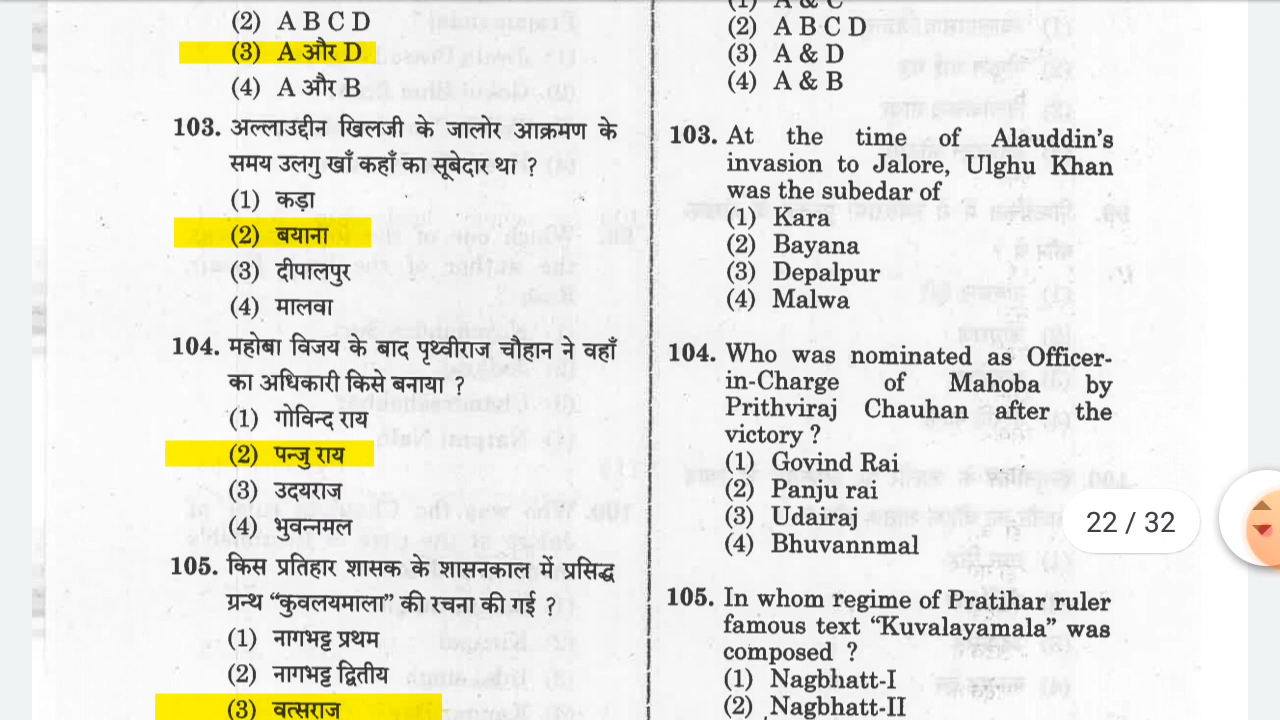 (2) A B C D
(3) A और D
(4) A और B
103. अल्लाउद्दीन खिलजी के जालोर आक्रमण के
समय उलगु खाँ कहाँ का सूबेदार था ?
(1) कड़ा
(2) बयाना
(3) दीपालपुर
(4) मालवा
104. महोबा विजय के बाद पृथ्वीराज चौहान ने वहाँ
का अधिकारी किसे बनाया ?
(1) गोविन्द राय
(2) पन्जु राय
(3) उदयराज
(4) भुवन्नमल
105. किस प्रतिहार शासक के शासनकाल में प्रसिद्ध
ग्रन्थ “कुवलयमाला” की रचना की गई ?
(1) नागभट्ट प्रथम
(2) नागभट्ट द्वितीय
(3) वत्सराज
(1) A & C
(2) A B C D
(3) A & D
(4) A & B
103. At the time of Alauddin’s
invasion to Jalore, Ulghu Khan
was the subedar of
(1) Kara
(2) Bayana
(3) Depalpur
(4) Malwa
104. Who was nominated as Officer-
in-Charge of Mahoba by
Prithviraj Chauhan after the
victory ?
(1) Govind Rai
(2) Panju rai
(3) Udairaj
(4) Bhuvannmal
105. In whom regime of Pratihar ruler
famous text “Kuvalayamala” was
composed ?
(1) Nagbhatt-I
(2) Nagbhatt-II
22 / 32